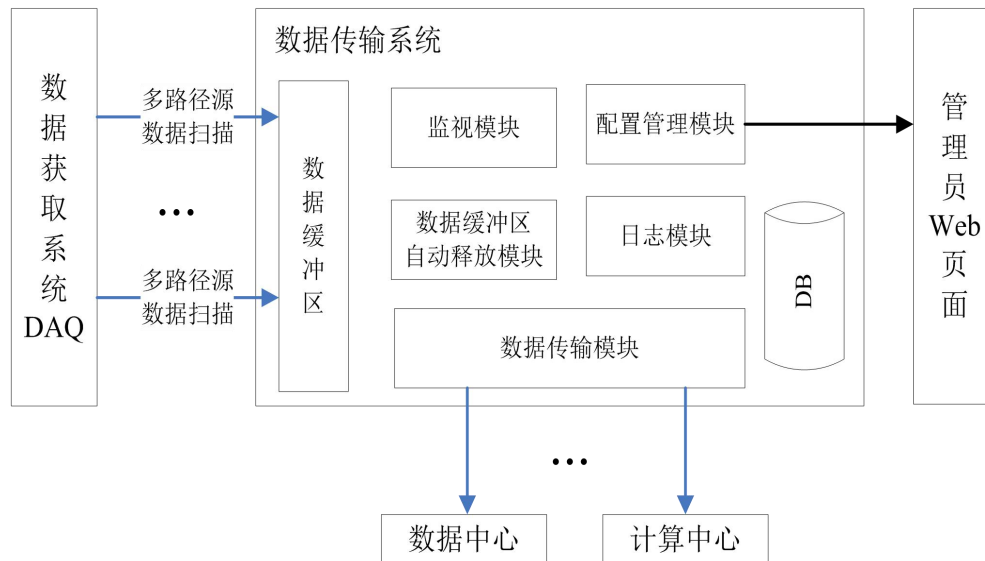 数据获取系统
DAQ
多路径源
数据扫描
...
多路径源
数据扫描
数据传输系统
数据缓冲区
监视模块
配置管理模块
数据缓冲区
自动释放模块
日志模块
DB
数据传输模块
...
数据中心
计算中心
管理员
Web
页面